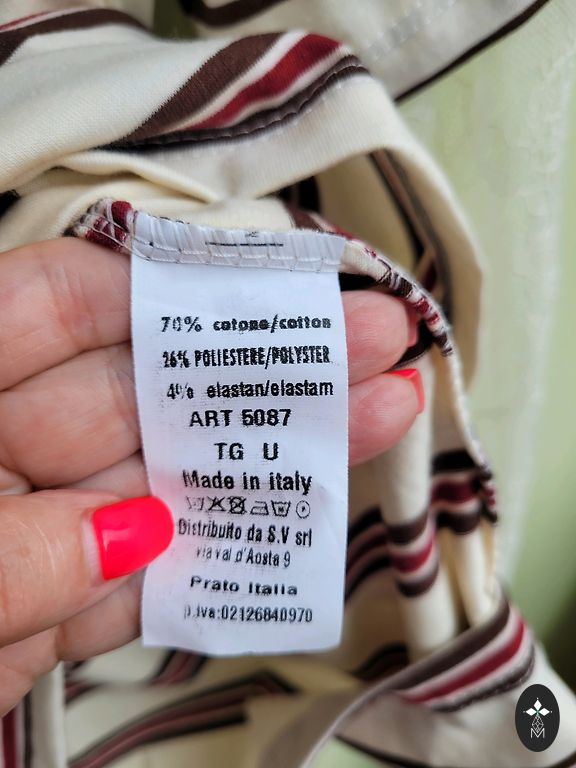 70% cotone/cotton
26% POLIESTERE/POLYSTER
4% elastan/elastam
ART 5087
TG U
Made in italy
Distribuito da S.V srl
via val d'Aosta 9
Prato Italia
p.iva:02126840970